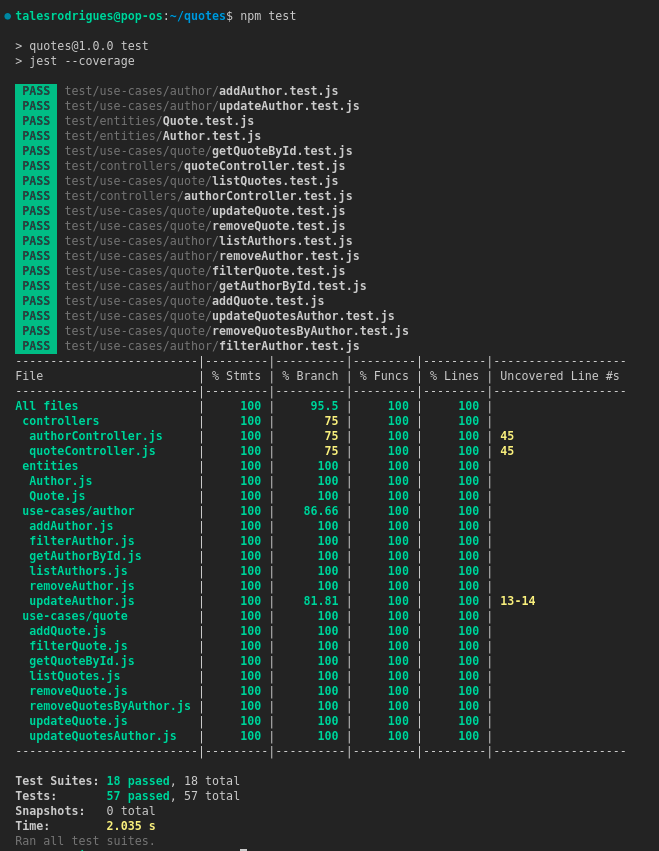 talesrodrigues@pop-os:~/quotes$ npm test
> quotes@1.0.0 test
> jest --coverage
PASS test/use-cases/author/addAuthor.test.js
PASS test/use-cases/author/updateAuthor.test.js
PASS test/entities/Quote.test.js
PASS test/entities/Author.test.js
PASS test/use-cases/quote/getQuoteById.test.js
PASS test/controllers/quoteController.test.js
PASS test/use-cases/quote/listQuotes.test.js
PASS test/controllers/authorController.test.js
PASS test/use-cases/quote/updateQuote.test.js
PASS test/use-cases/quote/removeQuote.test.js
PASS test/use-cases/author/listAuthors.test.js
PASS test/use-cases/author/removeAuthor.test.js
PASS test/use-cases/quote/filterQuote.test.js
PASS test/use-cases/author/getAuthorById.test.js
PASS test/use-cases/quote/addQuote.test.js
PASS test/use-cases/quote/updateQuotesAuthor.test.js
PASS test/use-cases/quote/removeQuotesByAuthor.test.js
PASS test/use-cases/author/filterAuthor.test.js
--------------------------|---------|----------|---------|---------|-------------------
File                      | % Stmts | % Branch | % Funcs | % Lines | Uncovered Line #s
--------------------------|---------|----------|---------|---------|-------------------
All files                 |     100 |     95.5 |     100 |     100 |
 controllers              |     100 |       75 |     100 |     100 |
  authorController.js     |     100 |       75 |     100 |     100 | 45
  quoteController.js      |     100 |       75 |     100 |     100 | 45
 entities                 |     100 |      100 |     100 |     100 |
  Author.js               |     100 |      100 |     100 |     100 |
  Quote.js                |     100 |      100 |     100 |     100 |
 use-cases/author         |     100 |    86.66 |     100 |     100 |
  addAuthor.js            |     100 |      100 |     100 |     100 |
  filterAuthor.js         |     100 |      100 |     100 |     100 |
  getAuthorById.js        |     100 |      100 |     100 |     100 |
  listAuthors.js          |     100 |      100 |     100 |     100 |
  removeAuthor.js         |     100 |      100 |     100 |     100 |
  updateAuthor.js         |     100 |    81.81 |     100 |     100 | 13-14
 use-cases/quote          |     100 |      100 |     100 |     100 |
  addQuote.js             |     100 |      100 |     100 |     100 |
  filterQuote.js          |     100 |      100 |     100 |     100 |
  getQuoteById.js         |     100 |      100 |     100 |     100 |
  listQuotes.js           |     100 |      100 |     100 |     100 |
  removeQuote.js          |     100 |      100 |     100 |     100 |
  removeQuotesByAuthor.js |     100 |      100 |     100 |     100 |
  updateQuote.js          |     100 |      100 |     100 |     100 |
  updateQuotesAuthor.js   |     100 |      100 |     100 |     100 |
--------------------------|---------|----------|---------|---------|-------------------
Test Suites: 18 passed, 18 total
Tests:       57 passed, 57 total
Snapshots:   0 total
Time:        2.035 s
Ran all test suites.